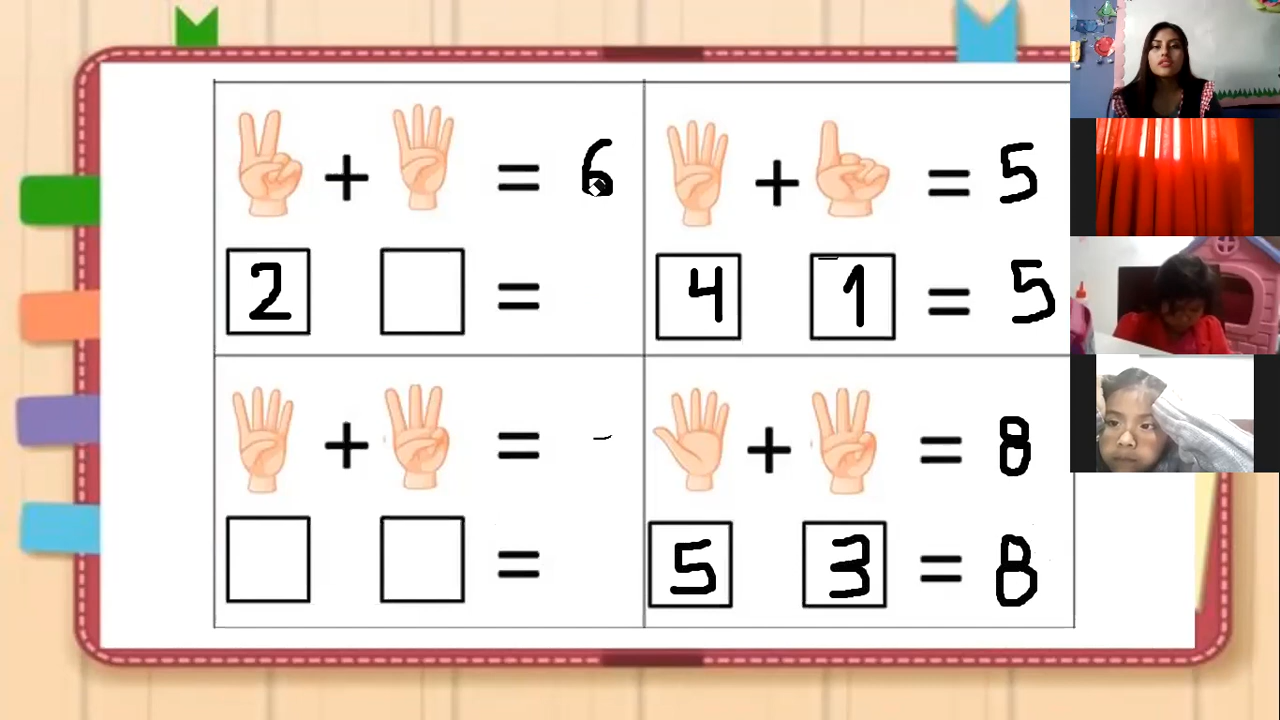 + = 6
2 =
+ = 5
4 1 = 5
+ =
=
+ = 8
5 3 = 8